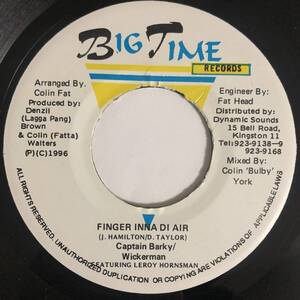 BIG TIME
RECORDS
Arranged By:
Colin Fat
Produced by:
Denzil
(Lagga Pang)
Brown
& Colin (Fatta)
Walters
(P)(C)1996
Engineer By:
Fat Head
Distributed by:
Dynamic Sounds
15 Bell Road,
Kingston 11
Tel:923-9138-9
923-9168
Mixed By:
Colin 'Bulby'
York
FINGER INNA DI AIR
(J. HAMILTON/D. TAYLOR)
Captain Barky/
Wickerman
FEATURING LEROY HORNSMAN
ALL RIGHTS RESERVED. UNAUTHORIZED DUPLICATION OR COPYING ARE VIOLATIONS OF APPLICABLE LAWS